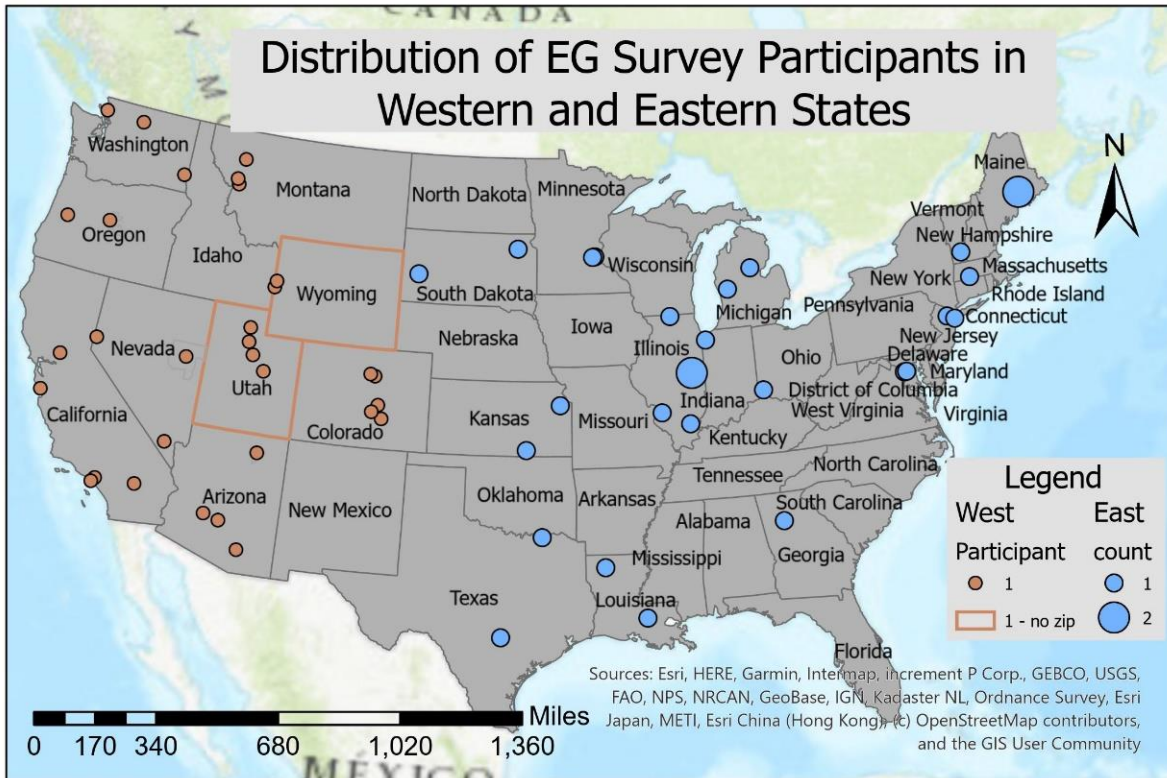 CANADA
Distribution of EG Survey Participants in
Western and Eastern States
N
Washington
Montana
North Dakota
Minnesota
Maine
Vermont
New Hampshire
Oregon
Idaho
Wyoming
South Dakota
Wisconsin
Michigan
New York
Massachusetts
Rhode Island
Connecticut
Pennsylvania
New Jersey
Nebraska
Iowa
Illinois
Ohio
Delaware
Maryland
District of Columbia
Nevada
Utah
Colorado
Kansas
Missouri
Indiana
West Virginia
Virginia
California
Kentucky
Tennessee
North Carolina
Arizona
New Mexico
Oklahoma
Arkansas
South Carolina
Alabama
Mississippi
Georgia
Texas
Louisiana
Florida
Legend
West
East
Participant
count
1
1
1 - no zip
2
Sources: Esri, HERE, Garmin, Intermap, increment P Corp., GEBCO, USGS,
FAO, NPS, NRCAN, GeoBase, IGN, Kadaster NL, Ordnance Survey, Esri
Japan, METI, Esri China (Hong Kong), (c) OpenStreetMap contributors,
and the GIS User Community
Miles
0 170 340 680 1,020 1,360
MÉXICO